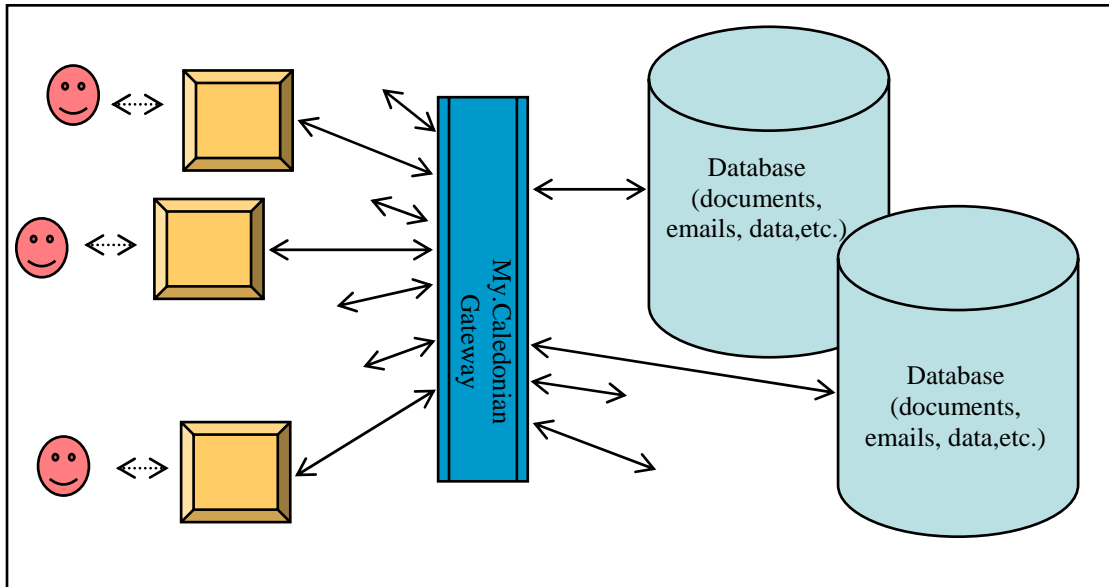 My.Caledonian
Gateway
Database
(documents,
emails, data,etc.)
Database
(documents,
emails, data,etc.)